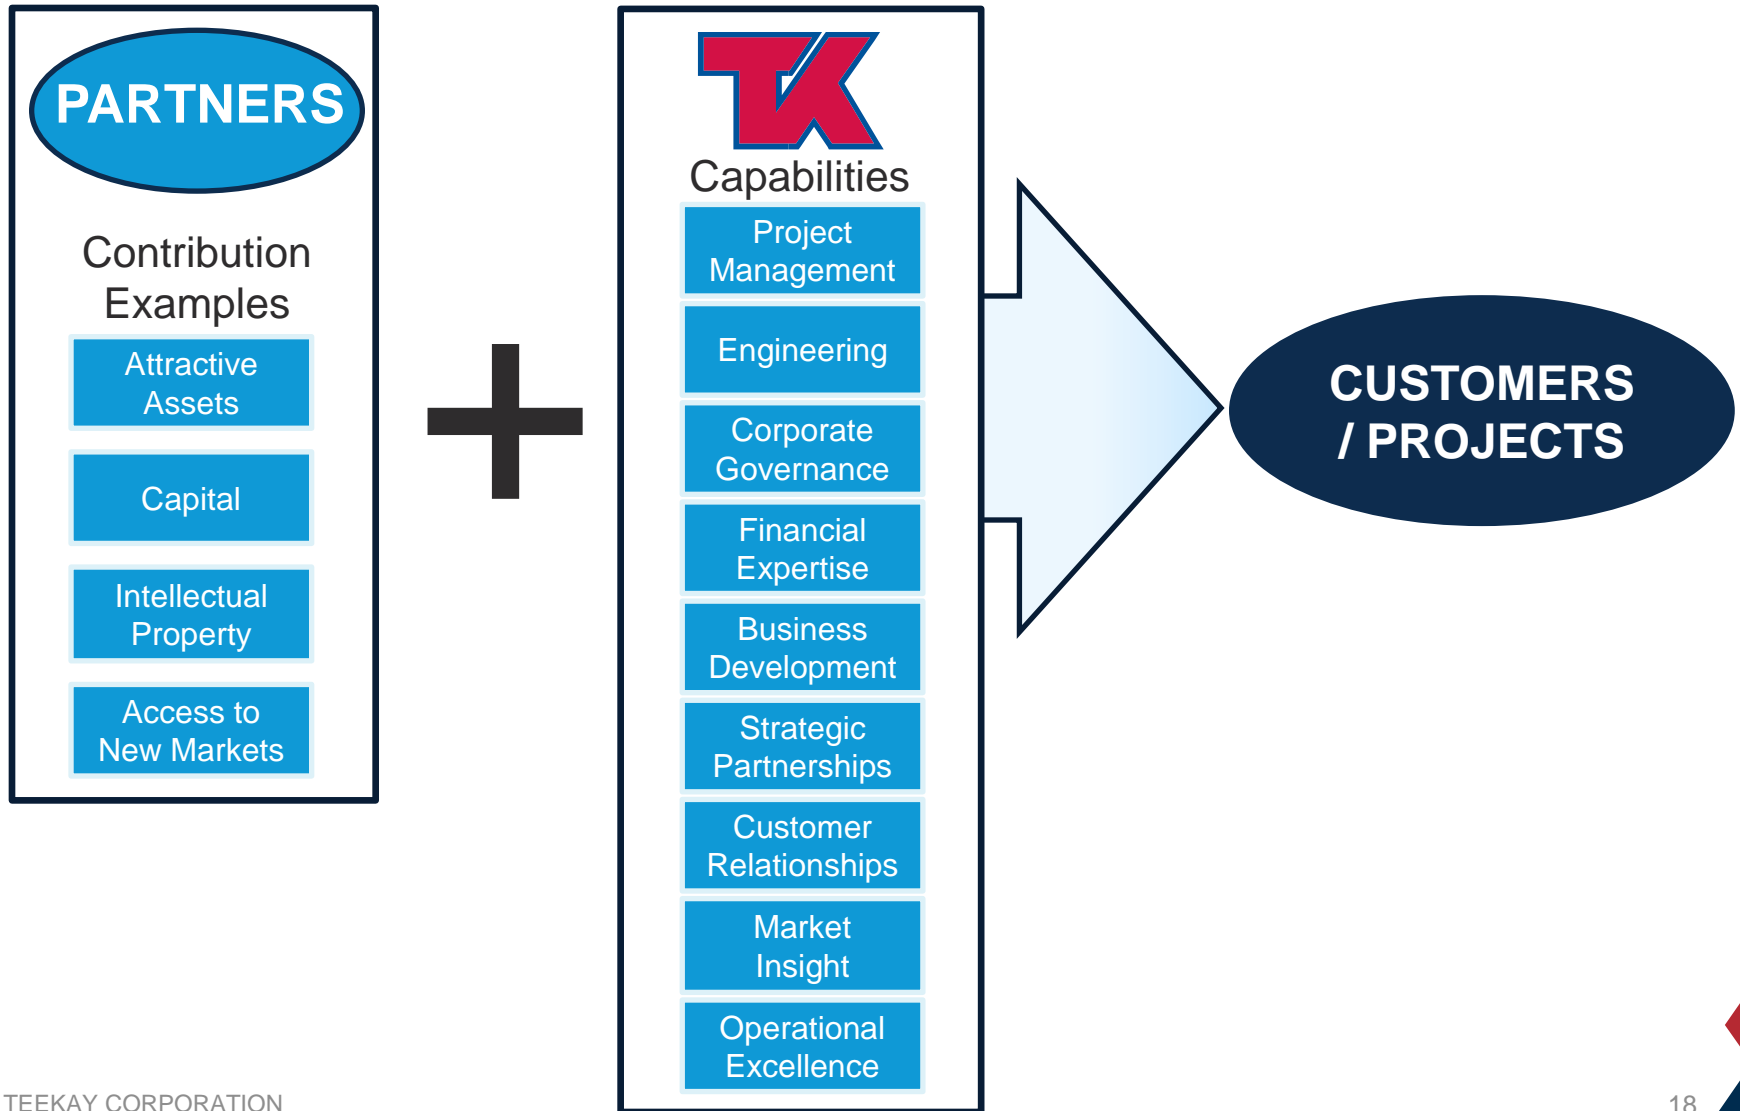 PARTNERS
Contribution
Examples
Attractive
Assets
Capital
Intellectual
Property
Access to
New Markets
TK
Capabilities
Project
Management
Engineering
Corporate
Governance
Financial
Expertise
Business
Development
Strategic
Partnerships
Customer
Relationships
Market
Insight
Operational
Excellence
CUSTOMERS
/ PROJECTS
TEEKAY CORPORATION
18